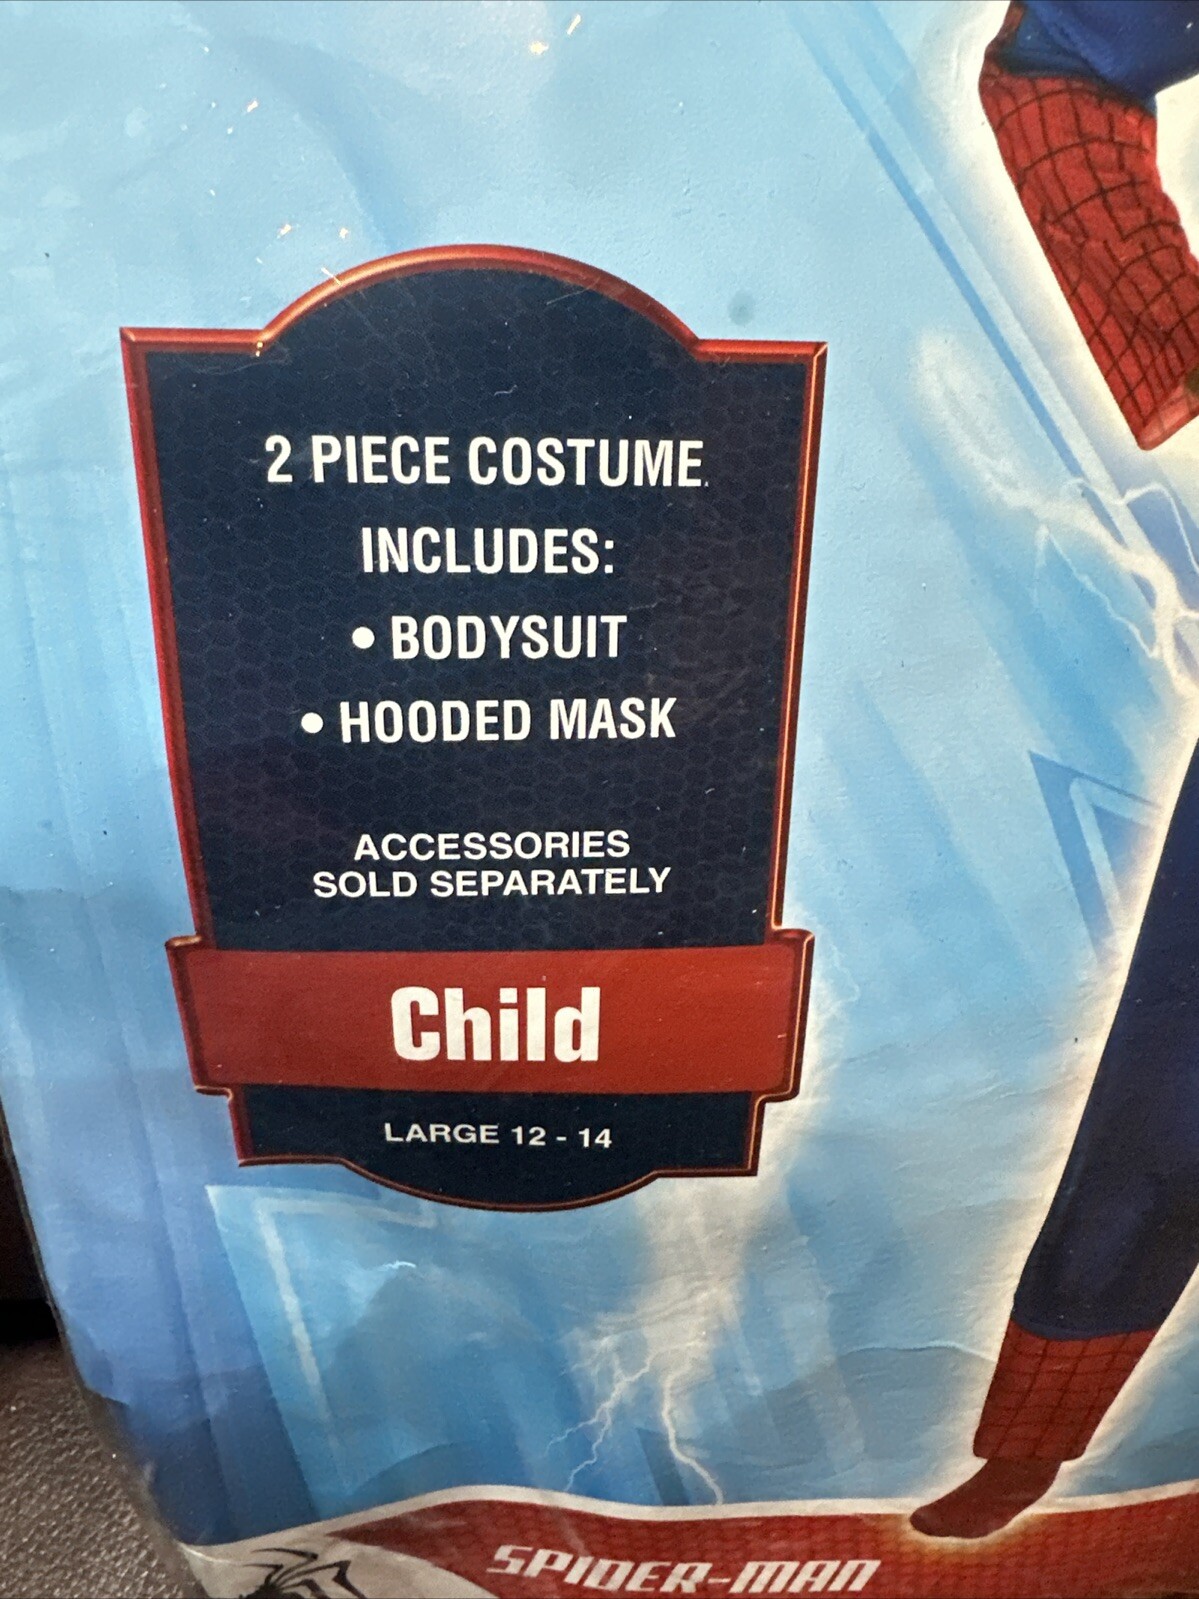 2 PIECE COSTUME
INCLUDES:
• BODYSUIT
• HOODED MASK
ACCESSORIES
SOLD SEPARATELY
Child
LARGE 12 - 14
SPIDER-MAN